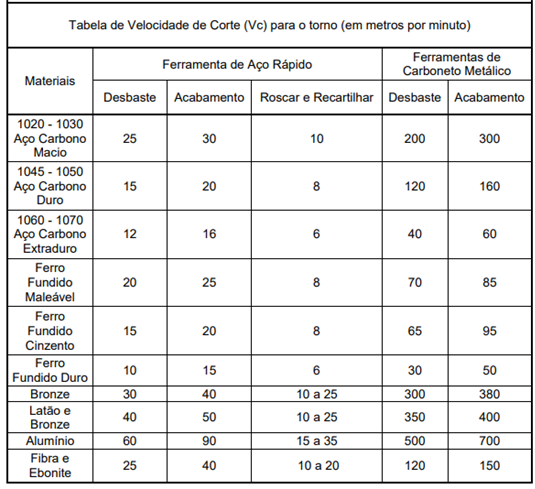 Tabela de Velocidade de Corte (Vc) para o torno (em metros por minuto)
Materiais
Ferramenta de Aço Rápido
Ferramentas de
Carboneto Metálico
Desbaste Acabamento Roscar e Recartilhar Desbaste Acabamento
1020 - 1030
Aço Carbono
Macio
25 30 10 200 300
1045 - 1050
Aço Carbono
Duro
15 20 8 120 160
1060 - 1070
Aço Carbono
Extraduro
12 16 6 40 60
Ferro
Fundido
Maleável
20 25 8 70 85
Ferro
Fundido
Cinzento
15 20 8 65 95
Ferro
Fundido Duro
10 15 6 30 50
Bronze 30 40 10 a 25 300 380
Latão e
Bronze
40 50 10 a 25 350 400
Alumínio 60 90 15 a 35 500 700
Fibra e
Ebonite
25 40 10 a 20 120 150